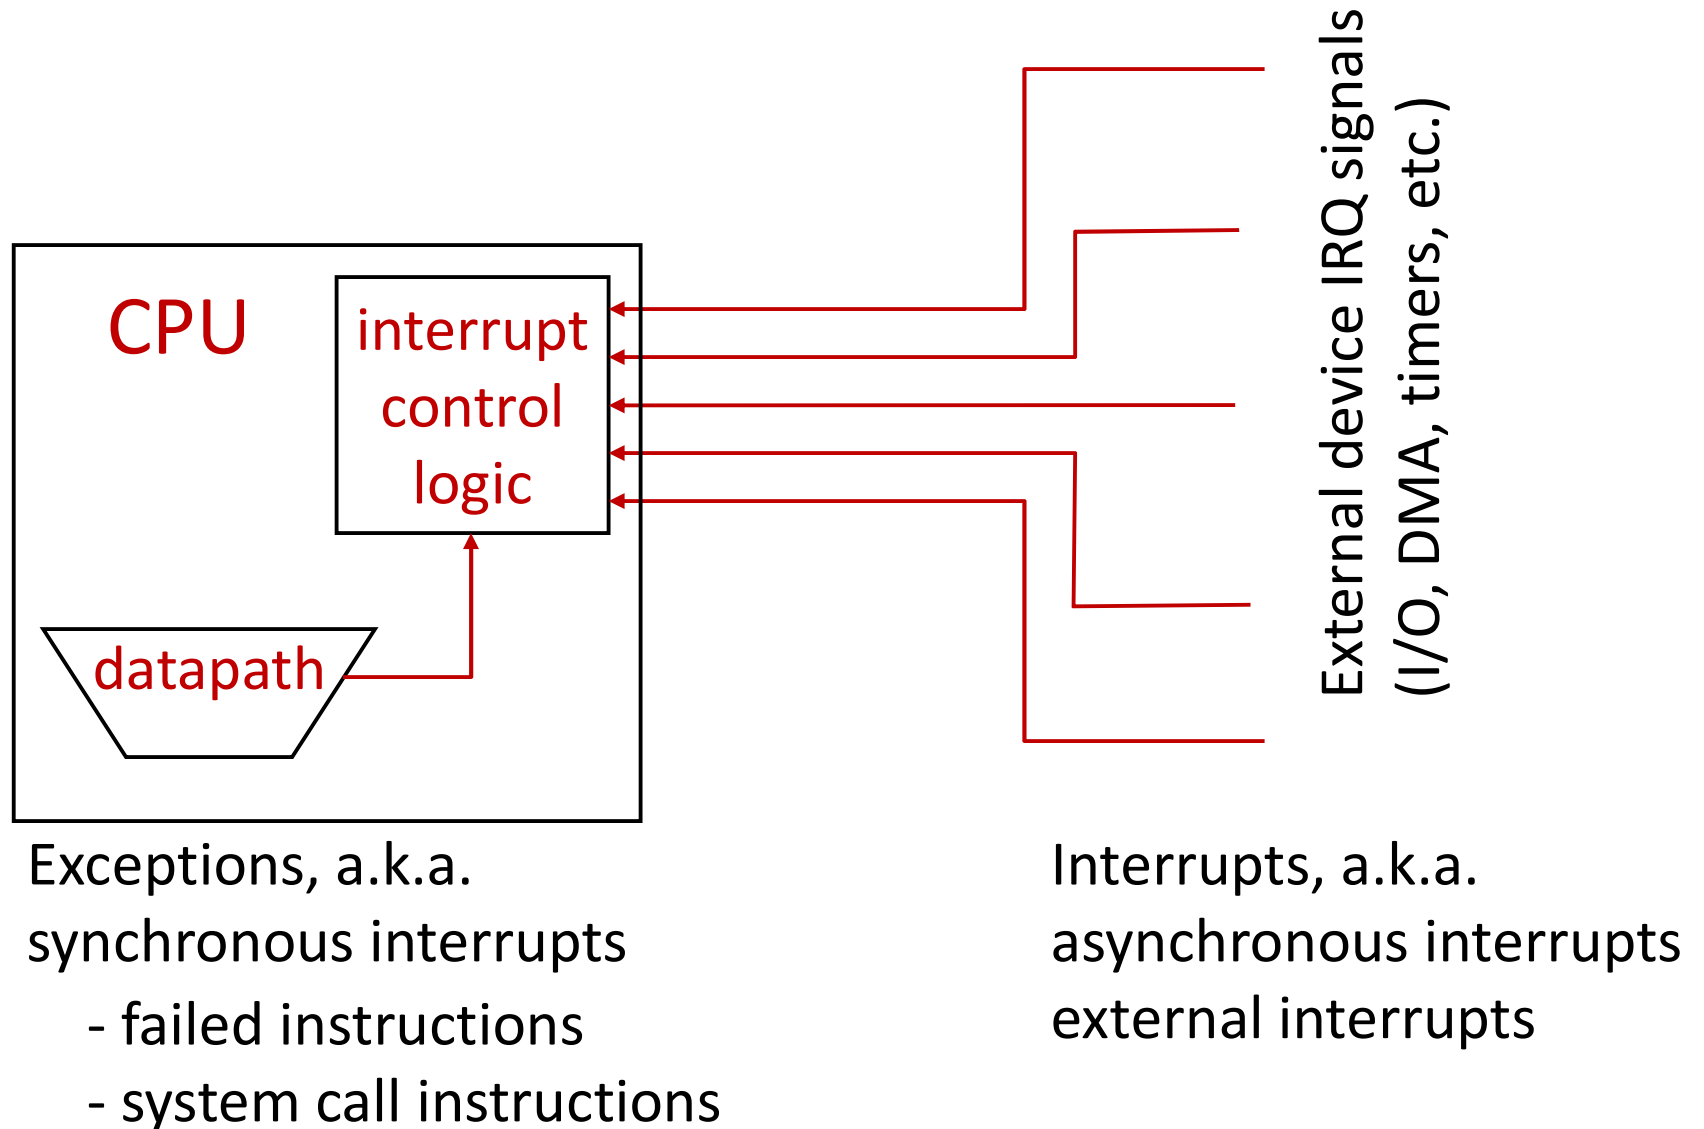 CPU
interrupt
control
logic
datapath
External device IRQ signals
(I/O, DMA, timers, etc.)
Exceptions, a.k.a.
synchronous interrupts
- failed instructions
- system call instructions
Interrupts, a.k.a.
asynchronous interrupts
external interrupts